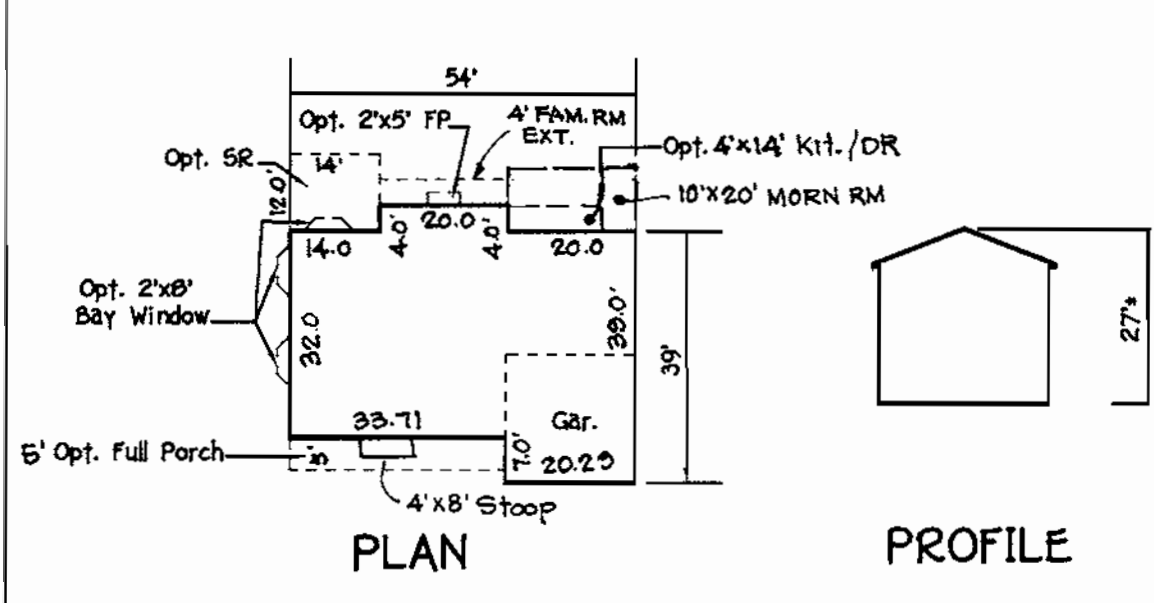 54'
Opt. 2'x5' FP
4' FAM. RM
EXT.
Opt. SR
14'
Opt. 4'x14' Kit./DR
12.0'
10'x20' MORN RM
20.0
4.0'
4.0'
14.0
20.0
Opt. 2'x8'
Bay Window
32.0
39.0'
39'
27'±
33.71
Gar.
5' Opt. Full Porch
5'
7.0'
20.29
4'x8' Stoop
PLAN
PROFILE